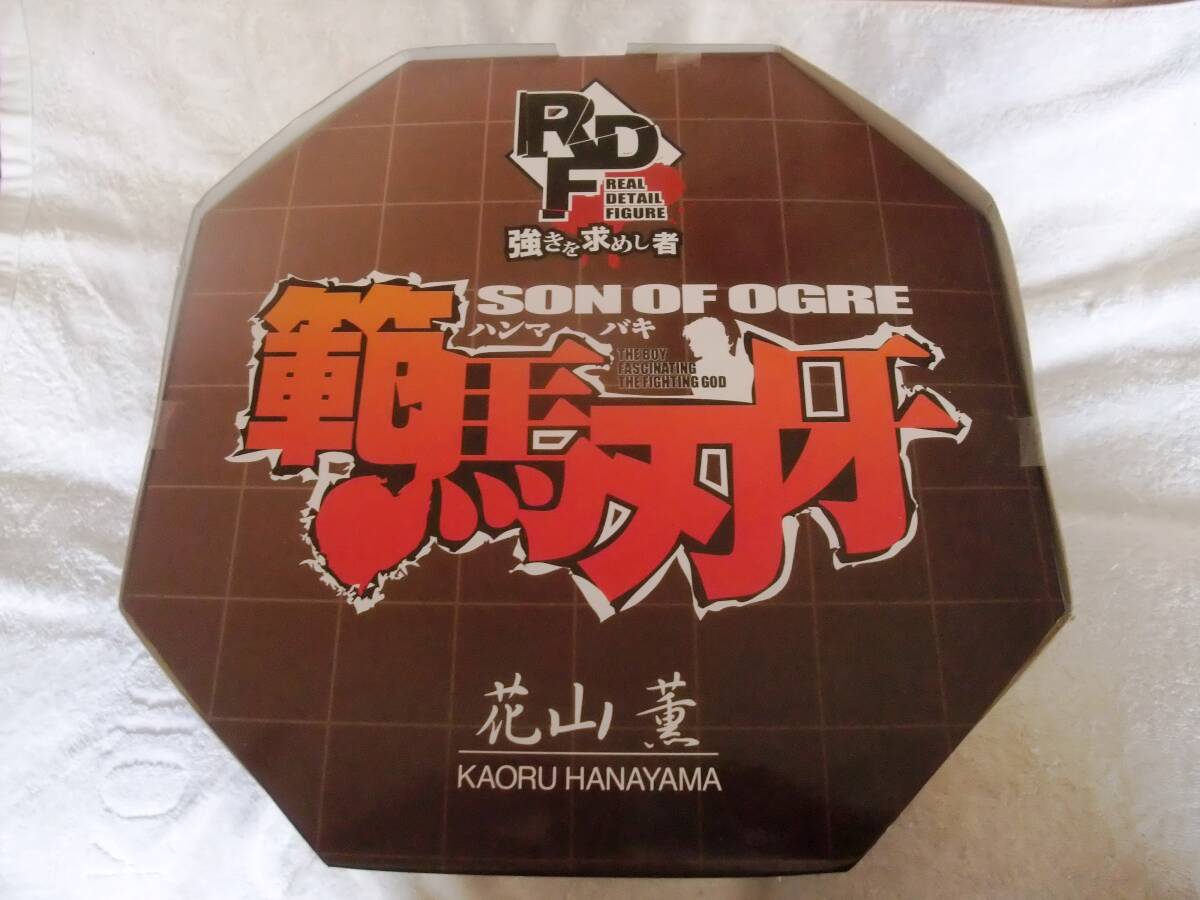 RDF
REAL
DETAIL
FIGURE
強きを求めし者
SON OF OGRE
ハンマ バキ
THE BOY
FASCINATING
THE FIGHTING GOD
範馬刃牙
花山 薫
KAORU HANAYAMA